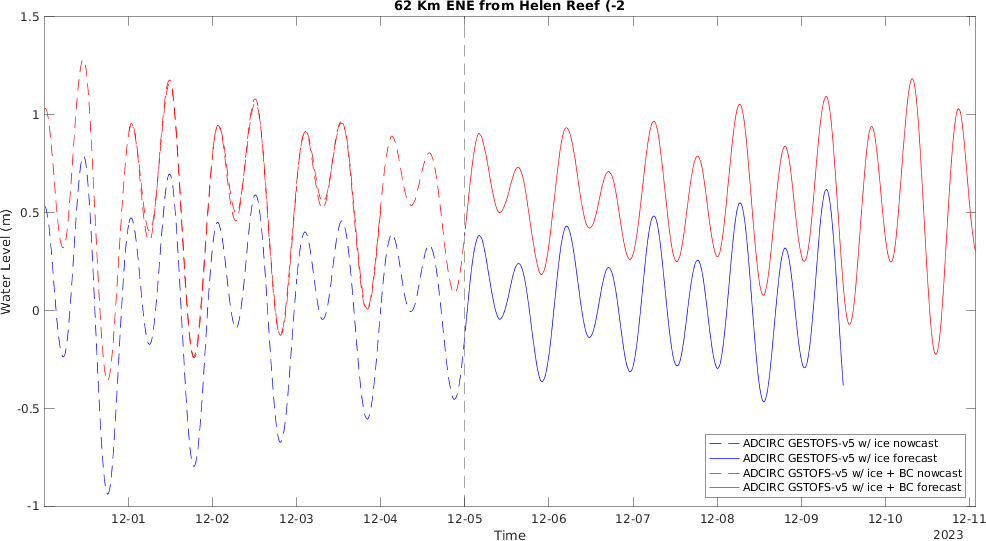 62 Km ENE from Helen Reef (-2
1.5
1
0.5
0
-0.5
-1
Water Level (m)
12-01 12-02 12-03 12-04 12-05 12-06 12-07 12-08 12-09 12-10 12-11
Time
2023
ADCIRC GESTOFS-v5 w/ ice nowcast
ADCIRC GESTOFS-v5 w/ ice forecast
ADCIRC GSTOFS-v5 w/ ice + BC nowcast
ADCIRC GSTOFS-v5 w/ ice + BC forecast